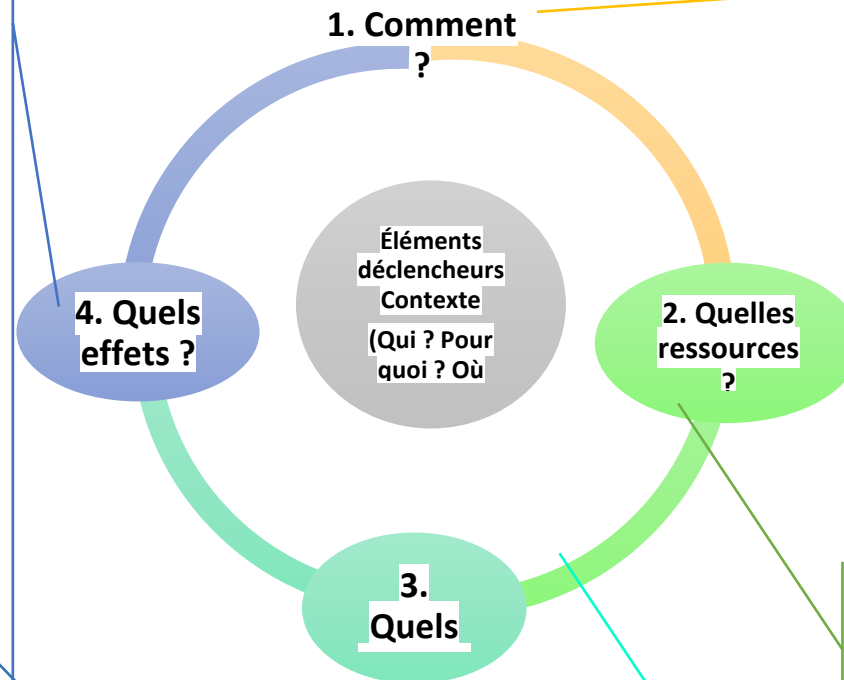 1. Comment
?
Éléments
déclencheurs
Contexte
(Qui ? Pour
quoi ? Où
2. Quelles
ressources
?
3.
Quels
4. Quels
effets ?